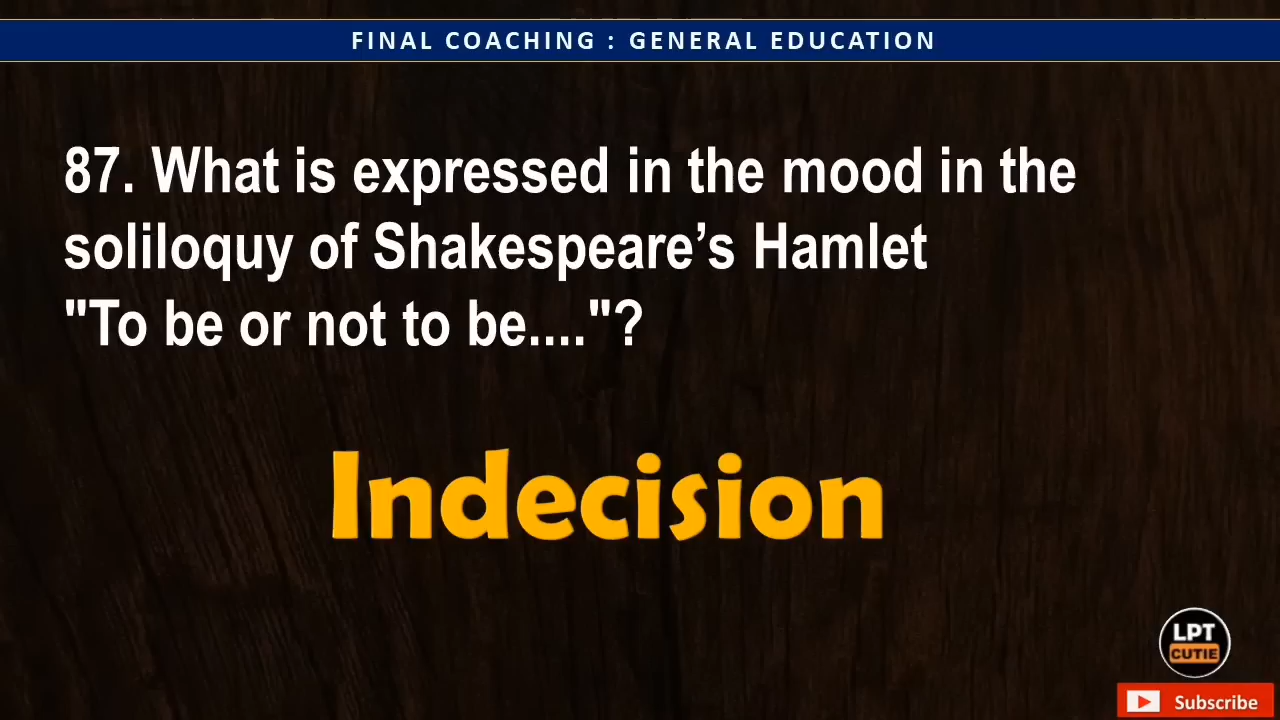 FINAL COACHING : GENERAL EDUCATION
87. What is expressed in the mood in the
soliloquy of Shakespeare’s Hamlet
"To be or not to be...."?
Indecision
LPT
CUTIE
Subscribe